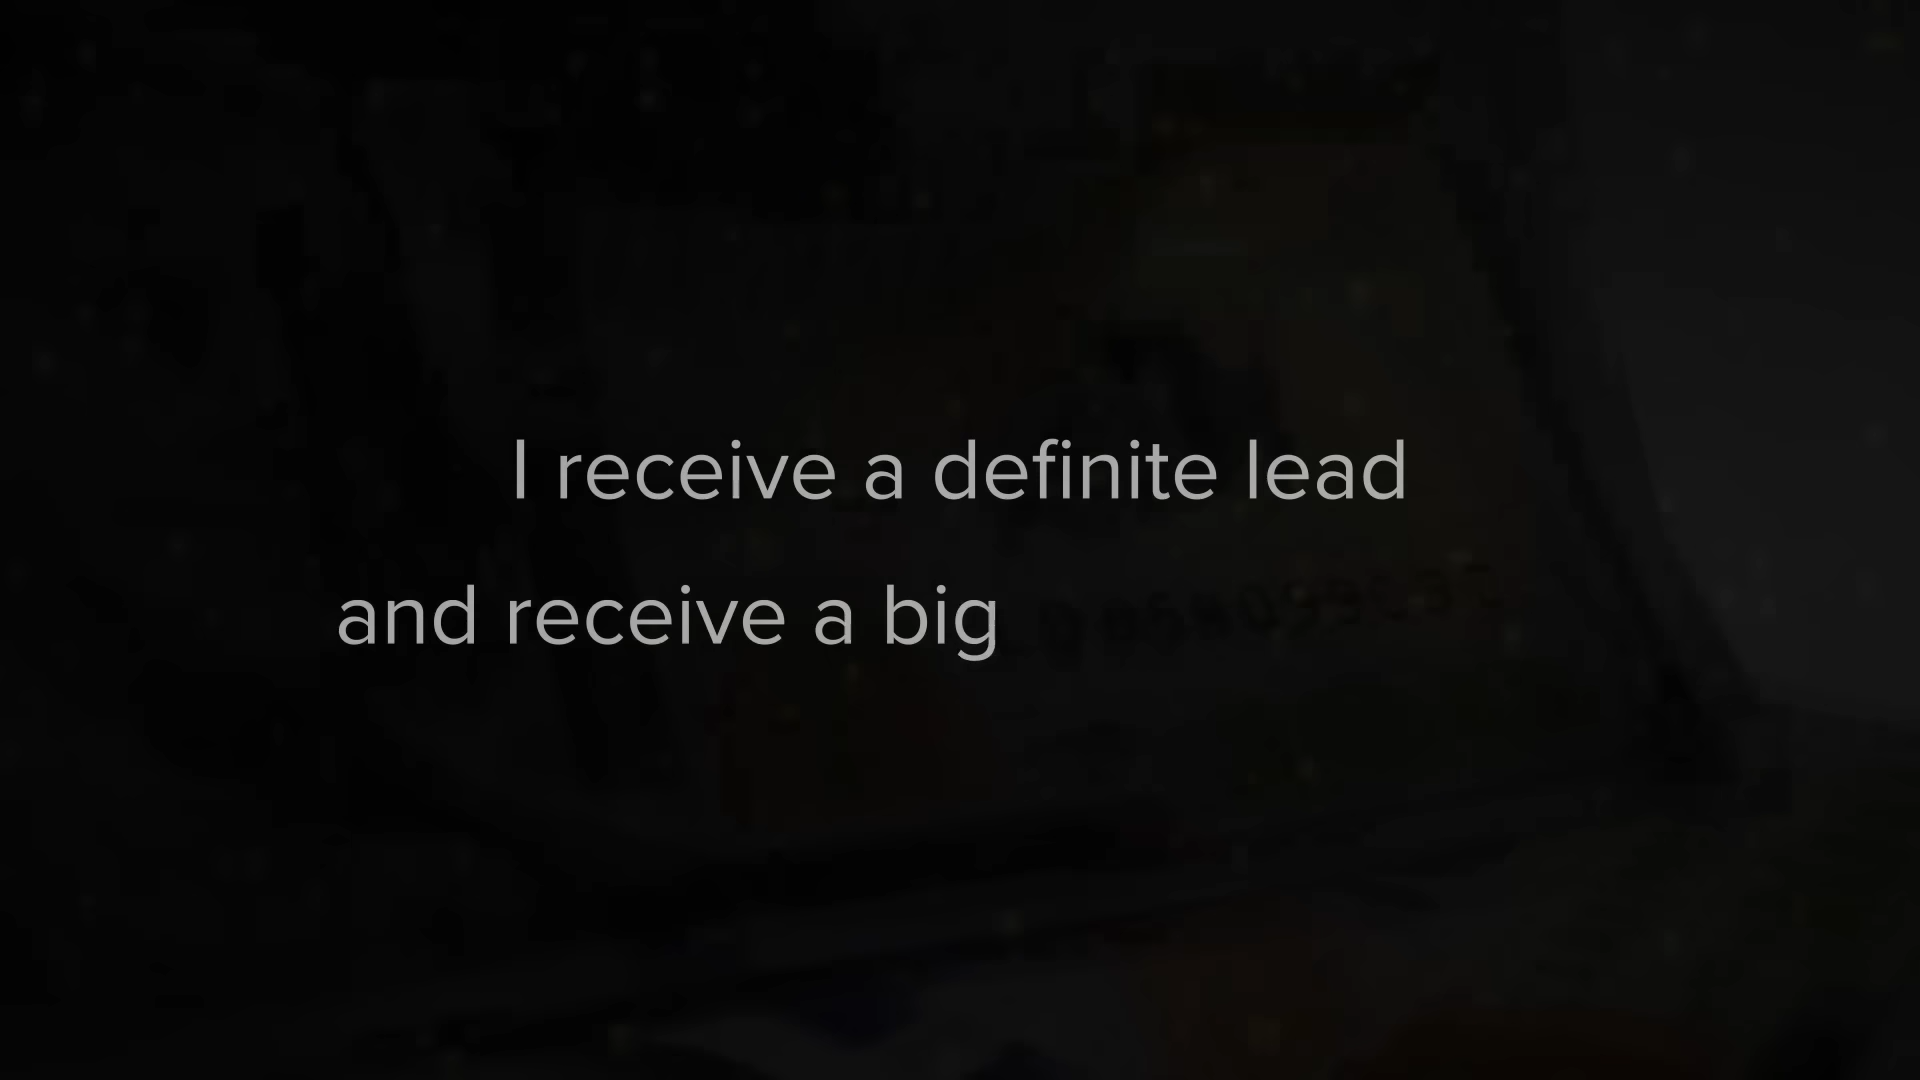 I receive a definite lead
and receive a big